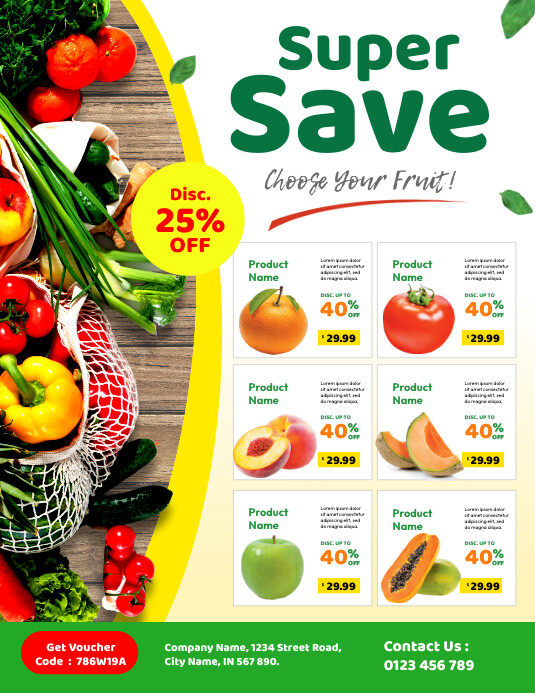 Super
Save
Choose Your Fruit!
Disc.
25%
OFF
Product
Name
Lorem ipsum dolor
sit amet consectetur
adipiscing elit, sed
do magna aliqua.
DISC. UP TO
40%
OFF
29.99
Product
Name
Lorem ipsum dolor
sit amet consectetur
adipiscing elit, sed
do magna aliqua.
DISC. UP TO
40%
OFF
29.99
Product
Name
Lorem ipsum dolor
sit amet consectetur
adipiscing elit, sed
do magna aliqua.
DISC. UP TO
40%
OFF
29.99
Product
Name
Lorem ipsum dolor
sit amet consectetur
adipiscing elit, sed
do magna aliqua.
DISC. UP TO
40%
OFF
29.99
Product
Name
Lorem ipsum dolor
sit amet consectetur
adipiscing elit, sed
do magna aliqua.
DISC. UP TO
40%
OFF
29.99
Product
Name
Lorem ipsum dolor
sit amet consectetur
adipiscing elit, sed
do magna aliqua.
DISC. UP TO
40%
OFF
29.99
Get Voucher
Code : 786W19A
Company Name, 1234 Street Road,
City Name, IN 567 890.
Contact Us :
0123 456 789